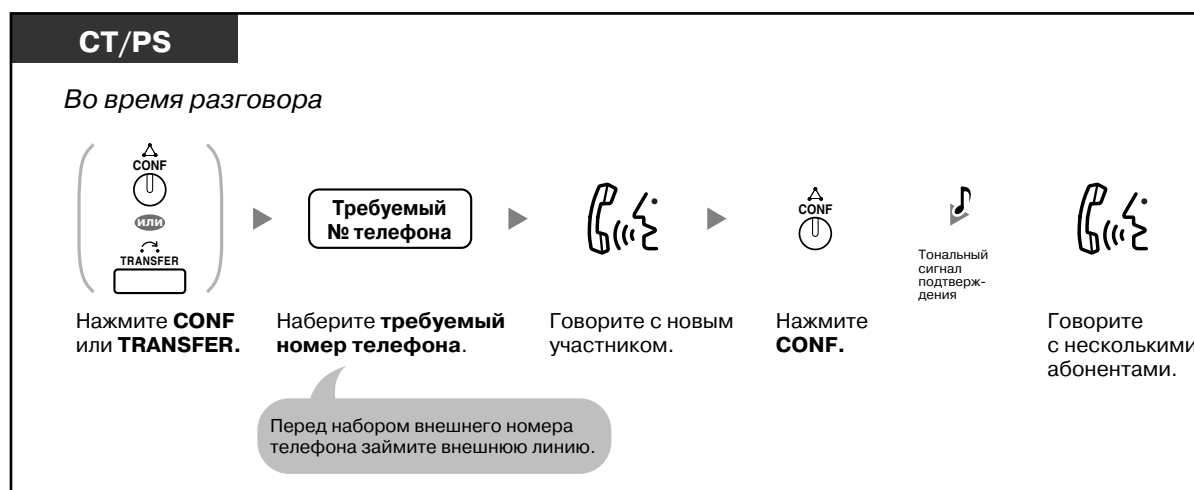 CT/PS
Во время разговора
CONF
или
TRANSFER
Требуемый
№ телефона
CONF
Тональный
сигнал
подтверж-
дения
Нажмите CONF
или TRANSFER.
Наберите требуемый
номер телефона.
Говорите с новым
участником.
Нажмите
CONF.
Говорите
с несколькими
абонентами.
Перед набором внешнего номера
телефона займите внешнюю линию.